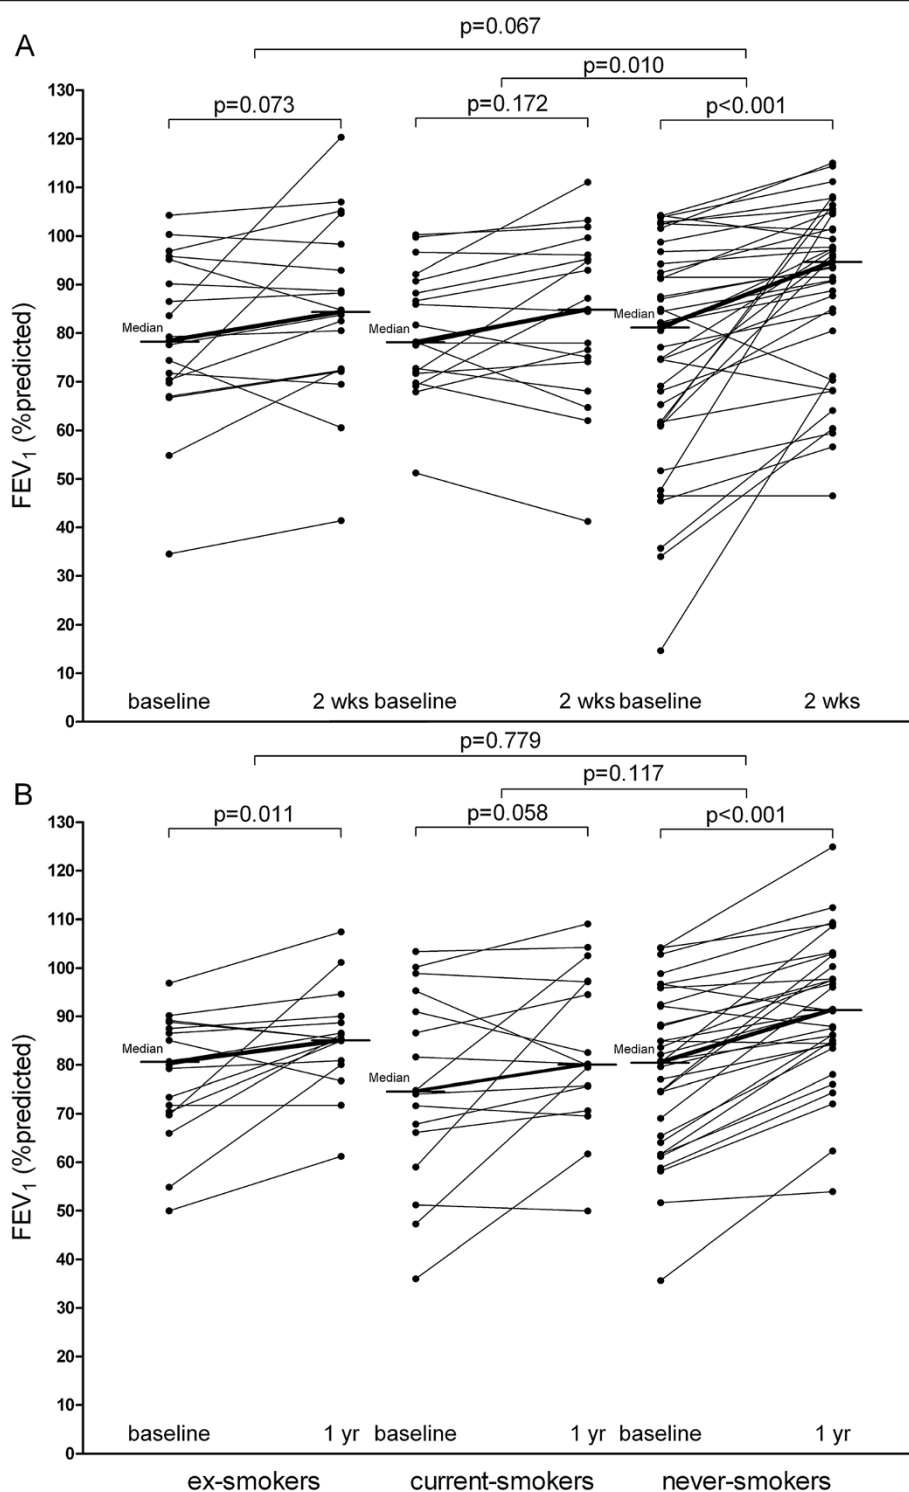 A
p=0.067
p=0.010
p=0.073
p=0.172
p<0.001
130
120
110
100
90
80
70
60
50
40
30
20
10
0
FEV1 (%predicted)
Median
Median
Median
baseline 2 wks baseline 2 wks baseline 2 wks
B
p=0.779
p=0.117
p=0.011
p=0.058
p<0.001
130
120
110
100
90
80
70
60
50
40
30
20
10
0
FEV1 (%predicted)
Median
Median
Median
baseline 1 yr baseline 1 yr baseline 1 yr
ex-smokers current-smokers never-smokers